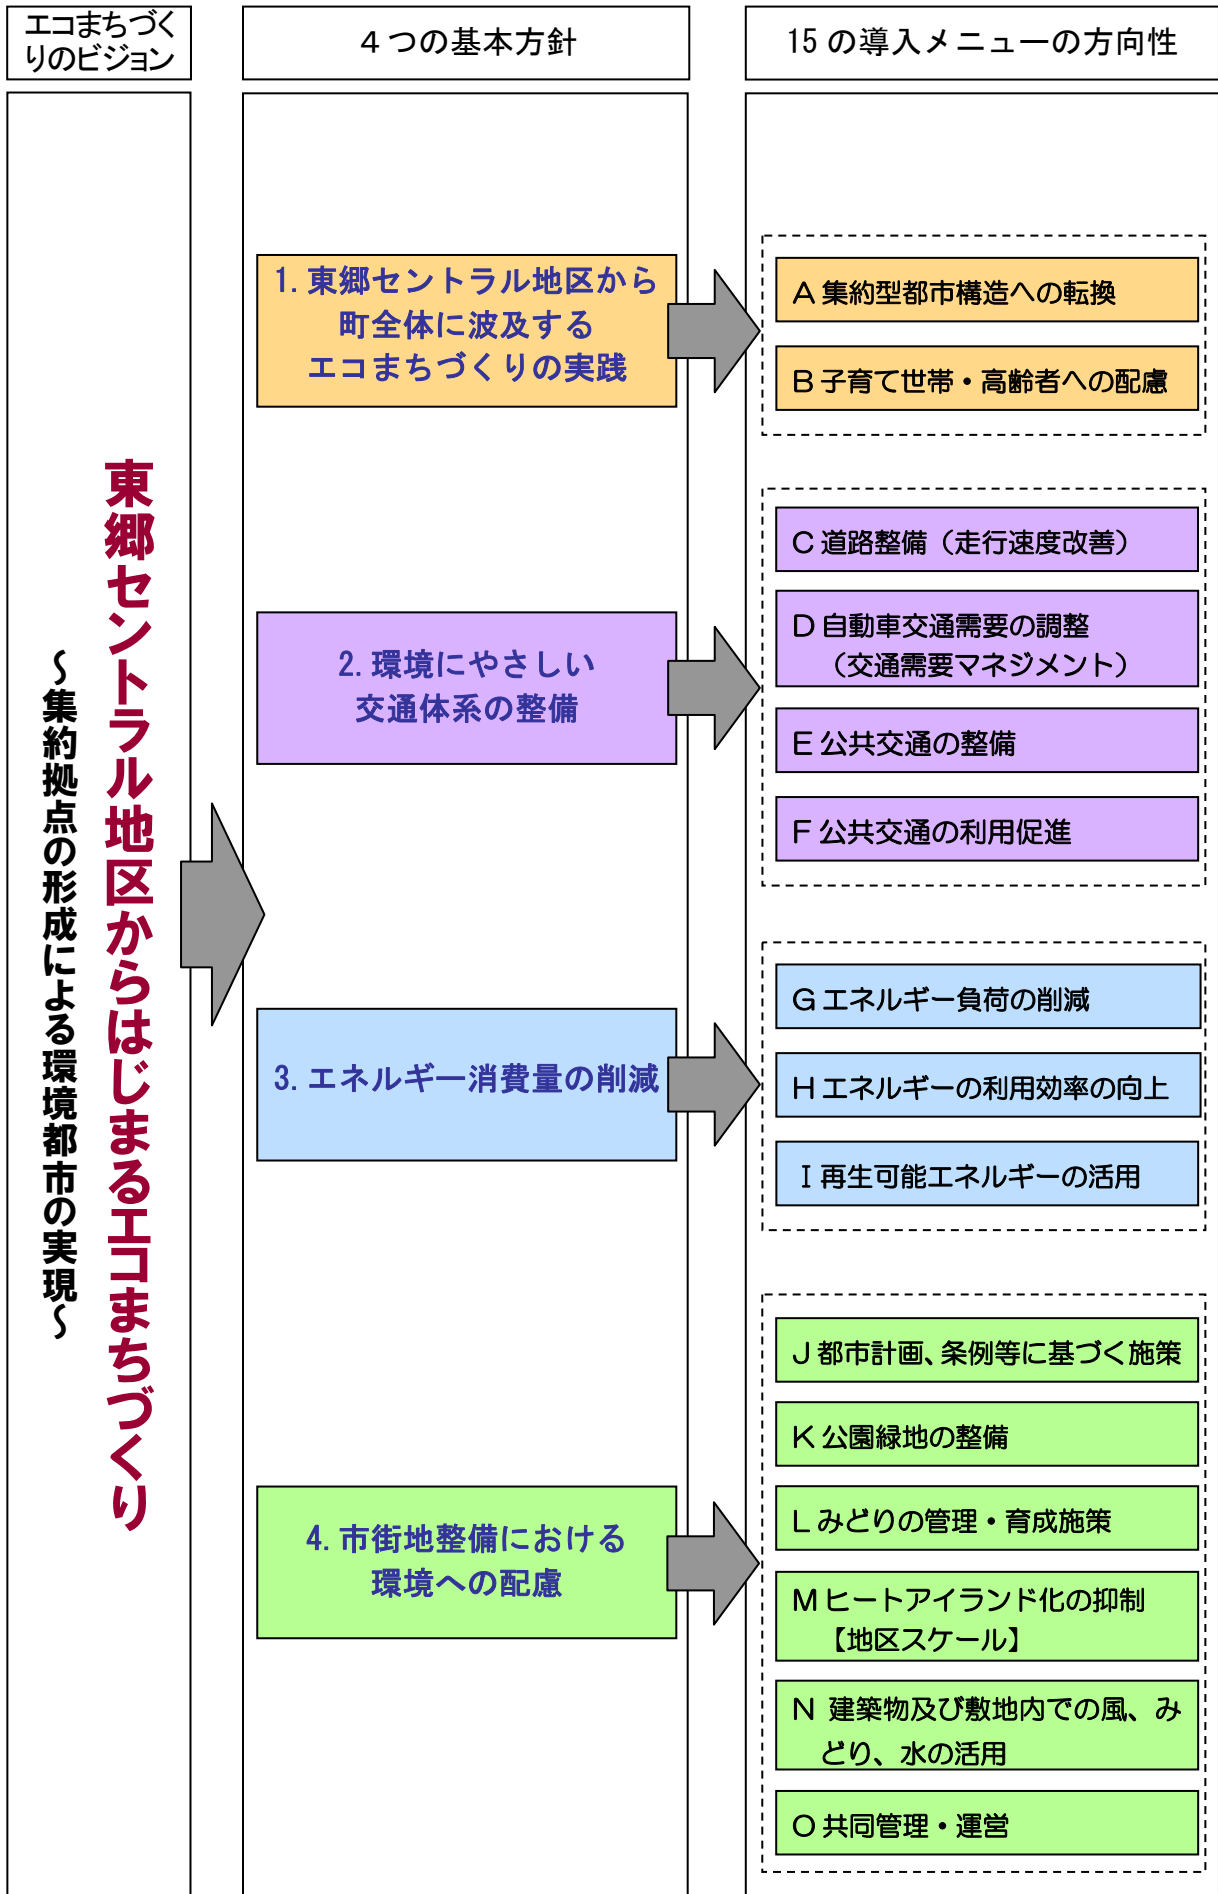 エコまちづく
りのビジョン
４つの基本方針
15の導入メニューの方向性
東郷セントラル地区からはじまるエコまちづくり
～集約拠点の形成による環境都市の実現～
1. 東郷セントラル地区から
町全体に波及する
エコまちづくりの実践
A 集約型都市構造への転換
B 子育て世帯・高齢者への配慮
2. 環境にやさしい
交通体系の整備
C 道路整備（走行速度改善）
D 自動車交通需要の調整
（交通需要マネジメント）
E 公共交通の整備
F 公共交通の利用促進
3. エネルギー消費量の削減
G エネルギー負荷の削減
H エネルギーの利用効率の向上
I 再生可能エネルギーの活用
4. 市街地整備における
環境への配慮
J 都市計画、条例等に基づく施策
K 公園緑地の整備
L みどりの管理・育成施策
M ヒートアイランド化の抑制
【地区スケール】
N 建築物及び敷地内での風、み
どり、水の活用
O 共同管理・運営